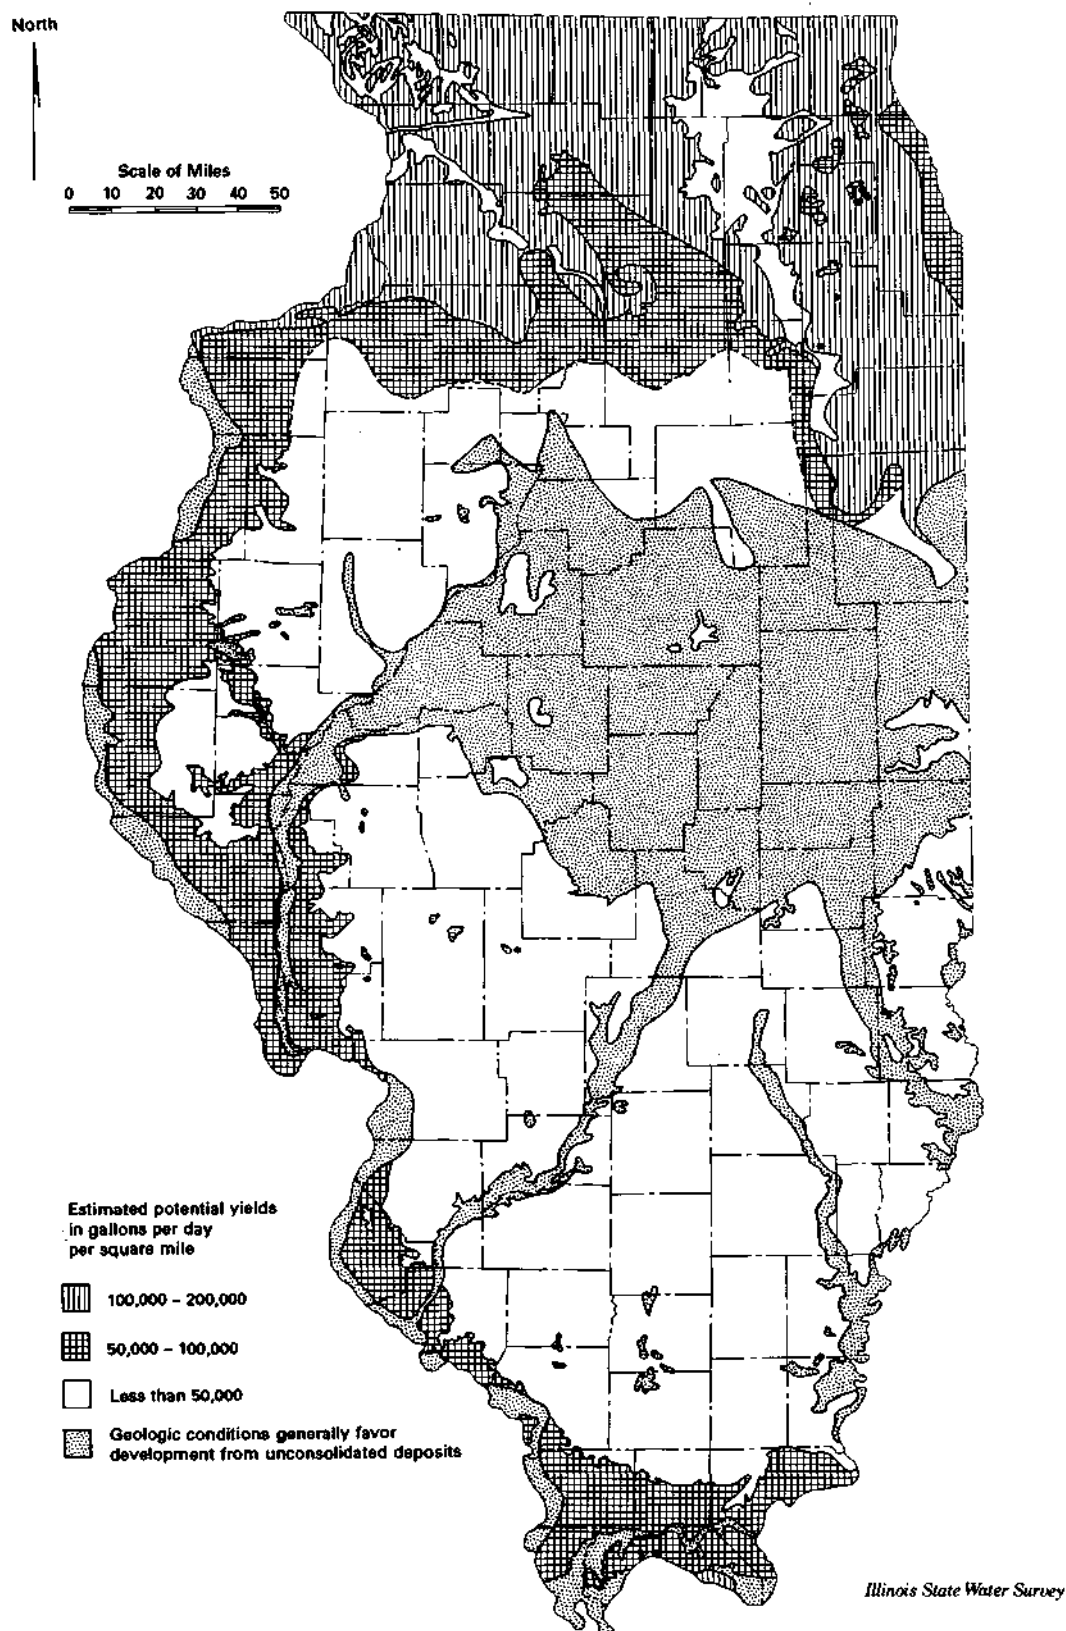 North
Scale of Miles
0 10 20 30 40 50
Estimated potential yields
in gallons per day
per square mile
100,000 – 200,000
50,000 – 100,000
Less than 50,000
Geologic conditions generally favor
development from unconsolidated deposits
Illinois State Water Survey